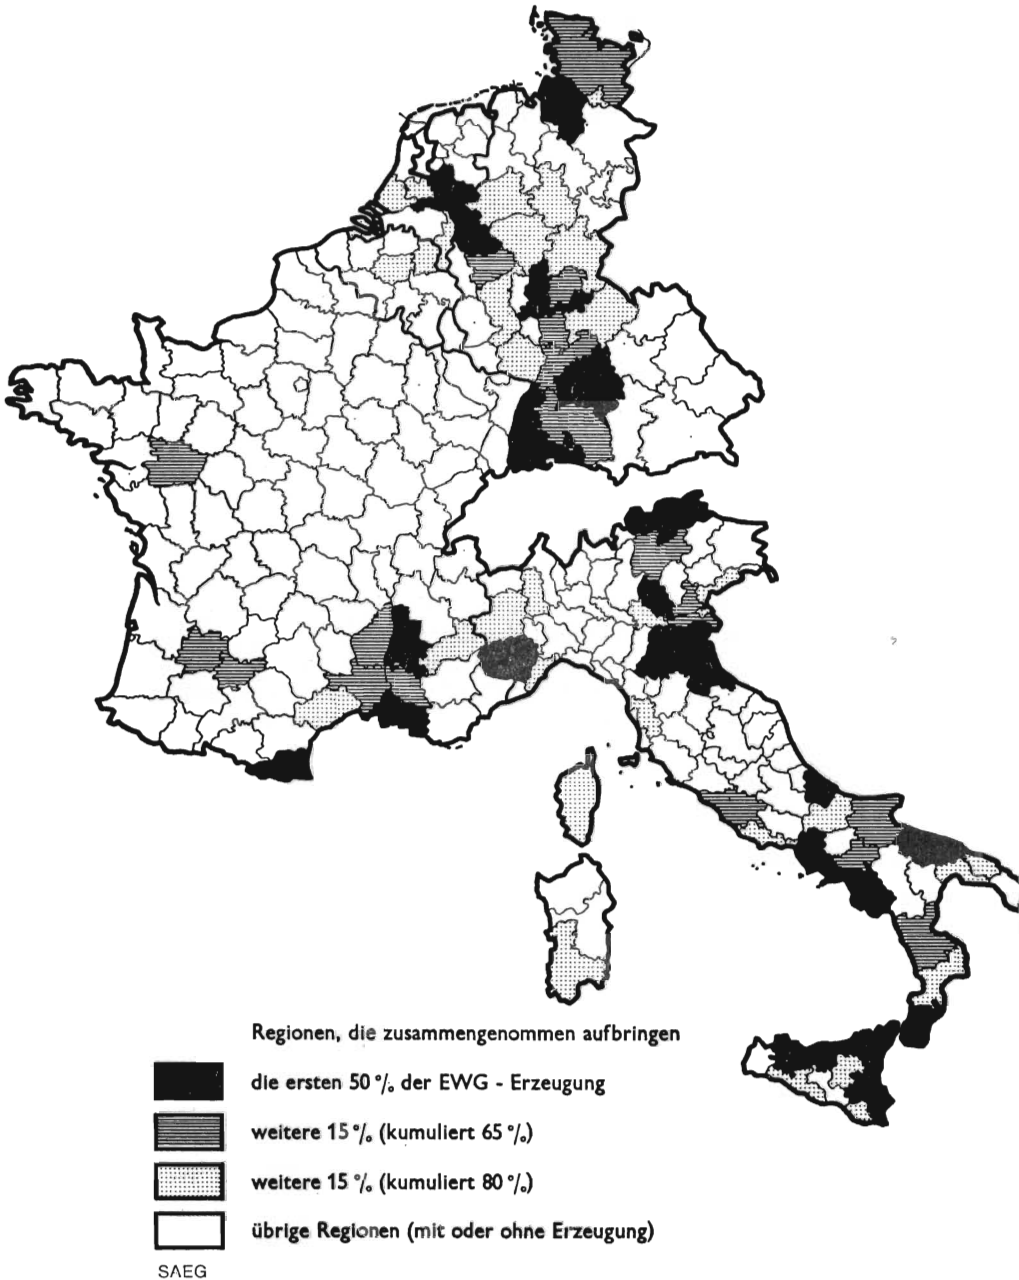 Regionen, die zusammengenommen aufbringen
die ersten 50 % der EWG - Erzeugung
weitere 15 % (kumuliert 65 %)
weitere 15 % (kumuliert 80 %)
übrige Regionen (mit oder ohne Erzeugung)
SAEG